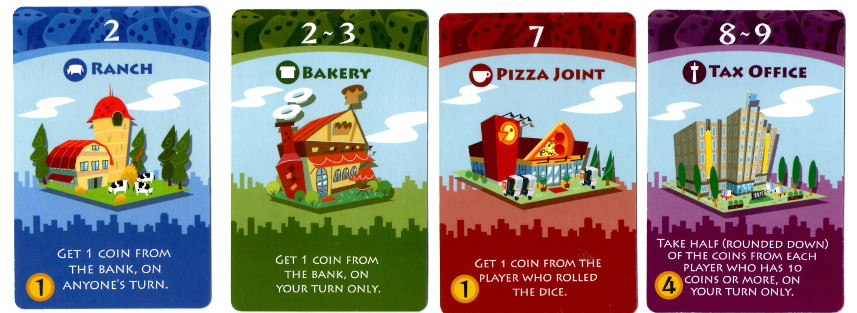 2
RANCH
GET 1 COIN FROM
THE BANK, ON
ANYONE'S TURN.
1
2~3
BAKERY
GET 1 COIN FROM
THE BANK, ON
YOUR TURN ONLY.
7
PIZZA JOINT
GET 1 COIN FROM THE
PLAYER WHO ROLLED
THE DICE.
1
8~9
TAX OFFICE
TAKE HALF (ROUNDED DOWN)
OF THE COINS FROM EACH
PLAYER WHO HAS 10
COINS OR MORE, ON
YOUR TURN ONLY.
4